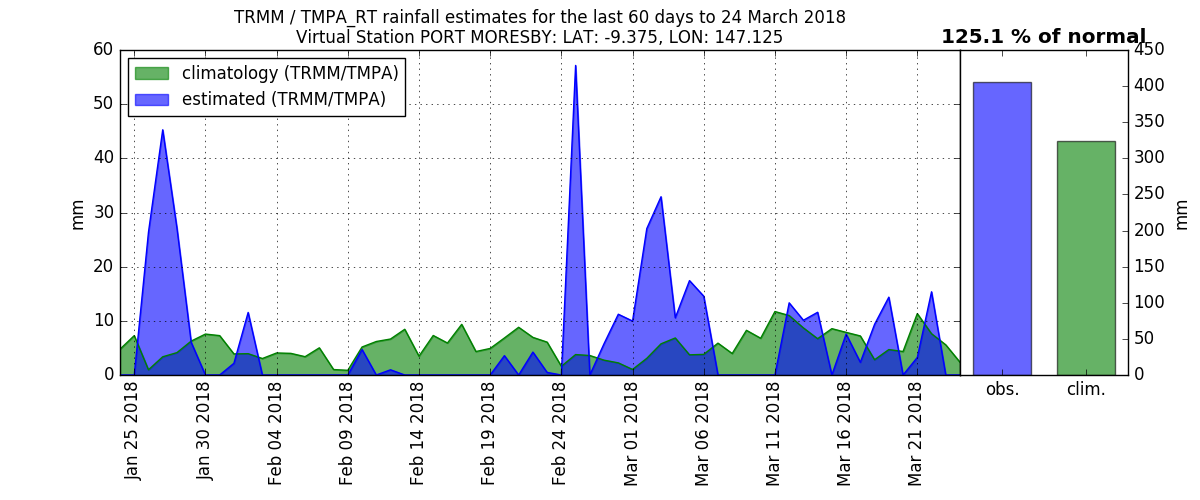 TRMM / TMPA_RT rainfall estimates for the last 60 days to 24 March 2018
Virtual Station PORT MORESBY: LAT: -9.375, LON: 147.125
125.1 % of normal
climatology (TRMM/TMPA)
estimated (TRMM/TMPA)
mm
60
50
40
30
20
10
0
Jan 25 2018
Jan 30 2018
Feb 04 2018
Feb 09 2018
Feb 14 2018
Feb 19 2018
Feb 24 2018
Mar 01 2018
Mar 06 2018
Mar 11 2018
Mar 16 2018
Mar 21 2018
450
400
350
300
250
200
150
100
50
0
mm
obs.
clim.